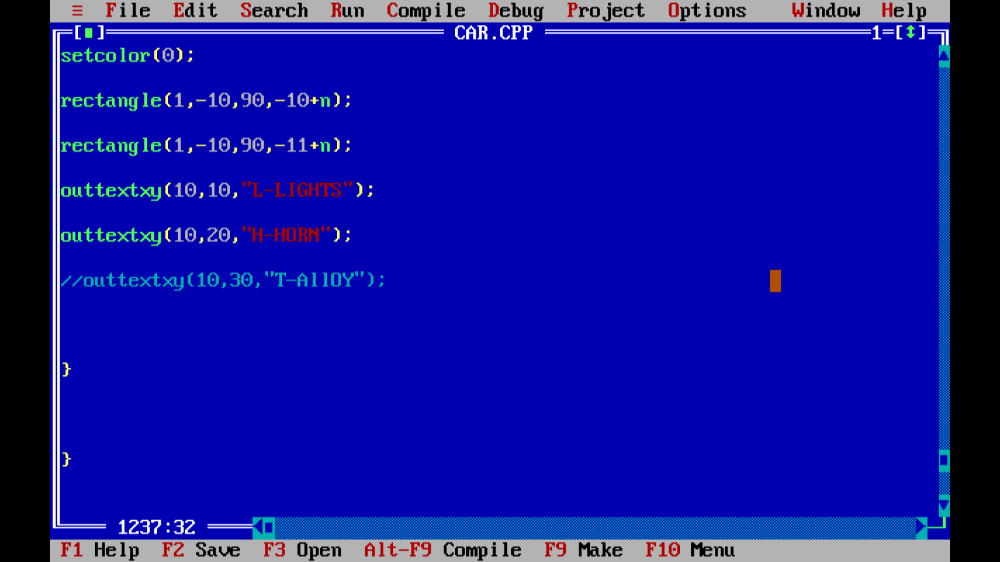 ≡ File Edit Search Run Compile Debug Project Options Window Help
[■] CAR.CPP 1=[↕]
setcolor(0);
rectangle(1,-10,90,-10+n);
rectangle(1,-10,90,-11+n);
outtextxy(10,10,"L-LIGHTS");
outtextxy(10,20,"H-HORN");
//outtextxy(10,30,"T-AllOY");
}
}
1237:32
F1 Help F2 Save F3 Open Alt-F9 Compile F9 Make F10 Menu